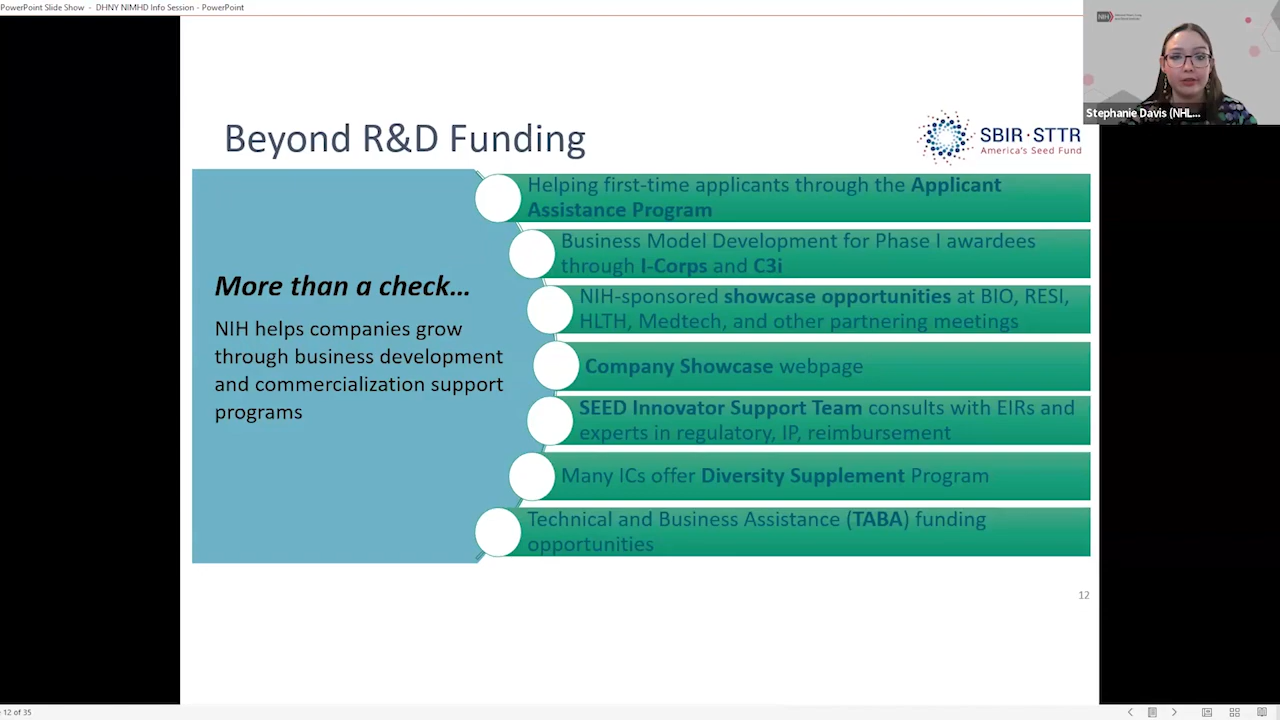 PowerPoint Slide Show - DHNY NIMHD Info Session - PowerPoint
NIH
Stephanie Davis (NHL...
Beyond R&D Funding
SBIR·STTR
America's Seed Fund
More than a check...
NIH helps companies grow
through business development
and commercialization support
programs
Helping first-time applicants through the Applicant
Assistance Program
Business Model Development for Phase I awardees
through I-Corps and C3i
NIH-sponsored showcase opportunities at BIO, RESI,
HLTH, Medtech, and other partnering meetings
Company Showcase webpage
SEED Innovator Support Team consults with EIRs and
experts in regulatory, IP, reimbursement
Many ICs offer Diversity Supplement Program
Technical and Business Assistance (TABA) funding
opportunities
12
12 of 35